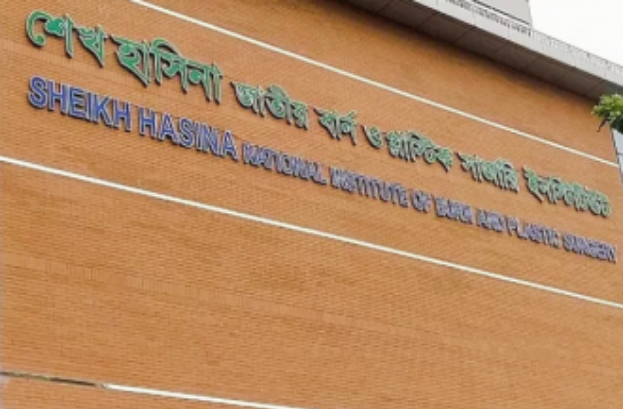 শেখ হাসিনা জাতীয় বার্ন ও প্লাস্টিক সার্জারি ইনস্টিটিউট
SHEIKH HASINA NATIONAL INSTITUTE OF BURN AND PLASTIC SURGERY